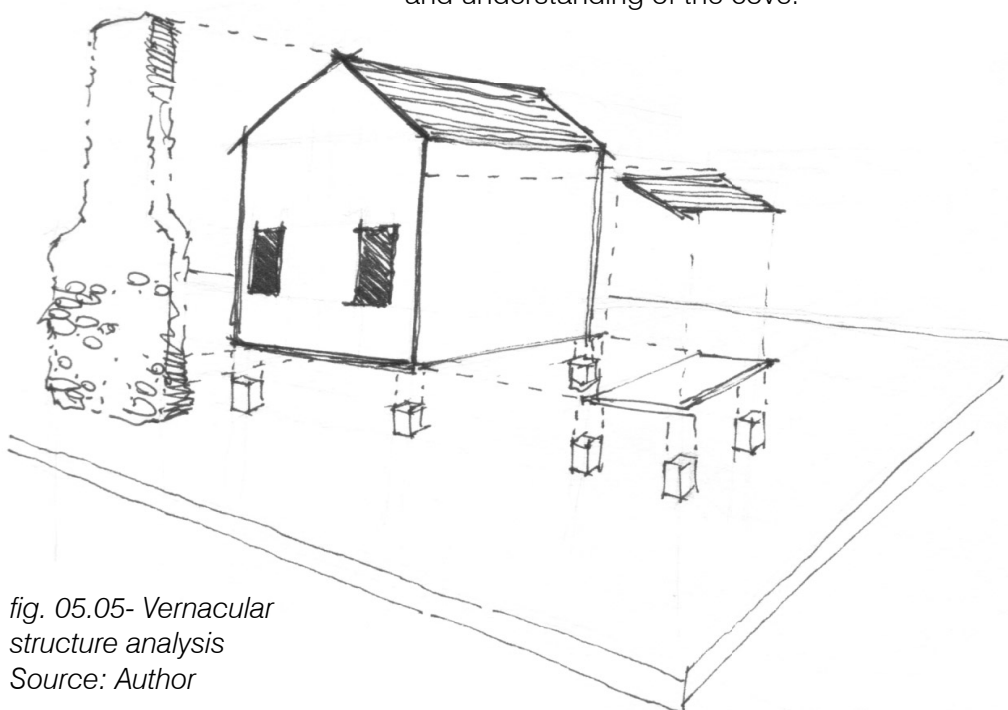 and understanding of the cove.
fig. 05.05- Vernacular
structure analysis
Source: Author